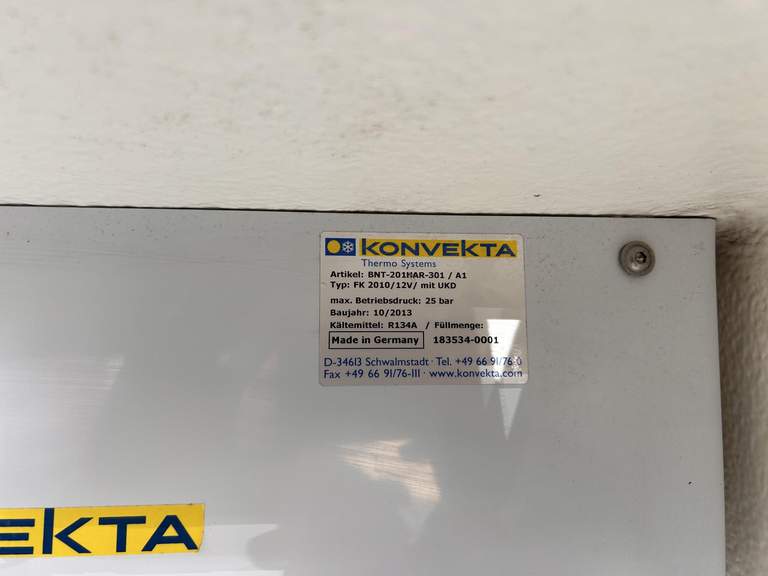 KONVEKTA
Thermo Systems
Artikel: BNT-201HAR-301 / A1
Typ: FK 2010/12V/ mit UKD
max. Betriebsdruck: 25 bar
Baujahr: 10/2013
Kältemittel: R134A / Füllmenge:
Made in Germany 183534-0001
D-34613 Schwalmstadt · Tel. +49 66 91/76-0
Fax +49 66 91/76-111 · www.konvekta.com
EKTA